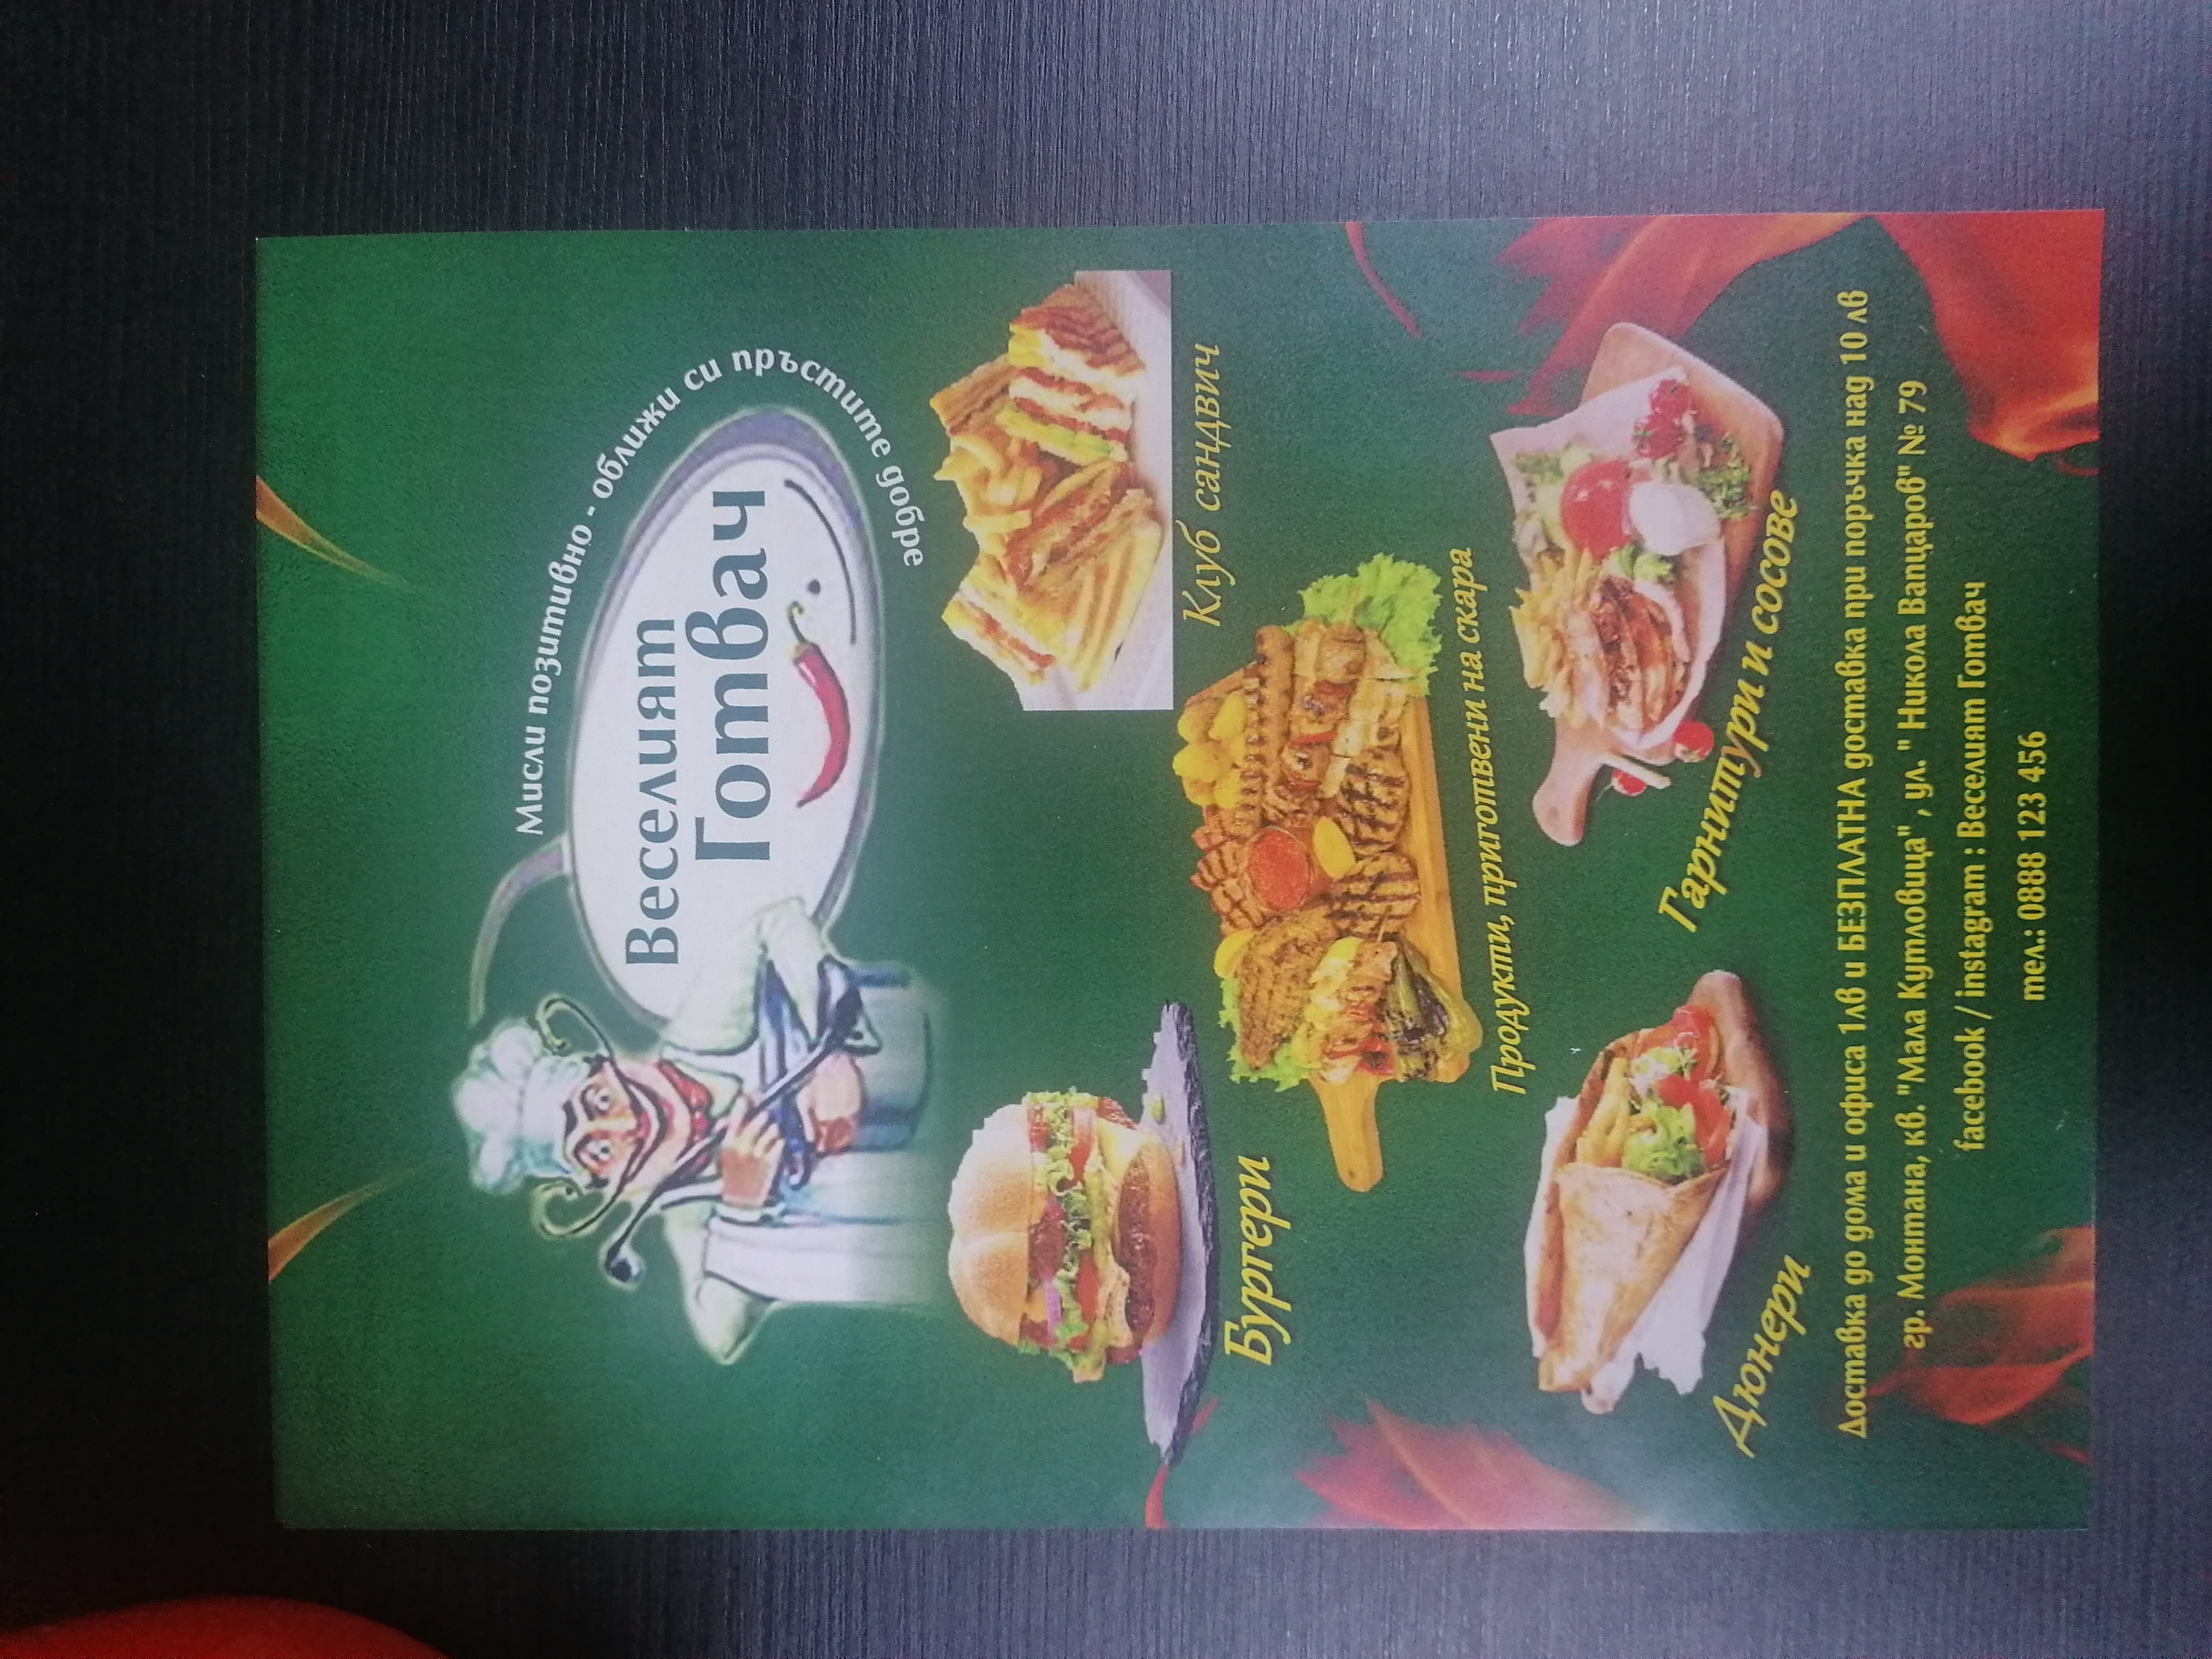 Мисли позитивно - оближи си пръстите добре
Веселият
Готвач
Клуб сандвич
Бургери
Продукти, приготвени на скара
Гарнитури и сосове
Дюнери
Доставка до дома и офиса 1лв и БЕЗПЛАТНА доставка при поръчка над 10 лв
гр. Монтана, кв. "Мала Кутловица" , ул. " Никола Вапцаров" № 79
facebook / instagram : Веселият Готвач
тел.: 0888 123 456